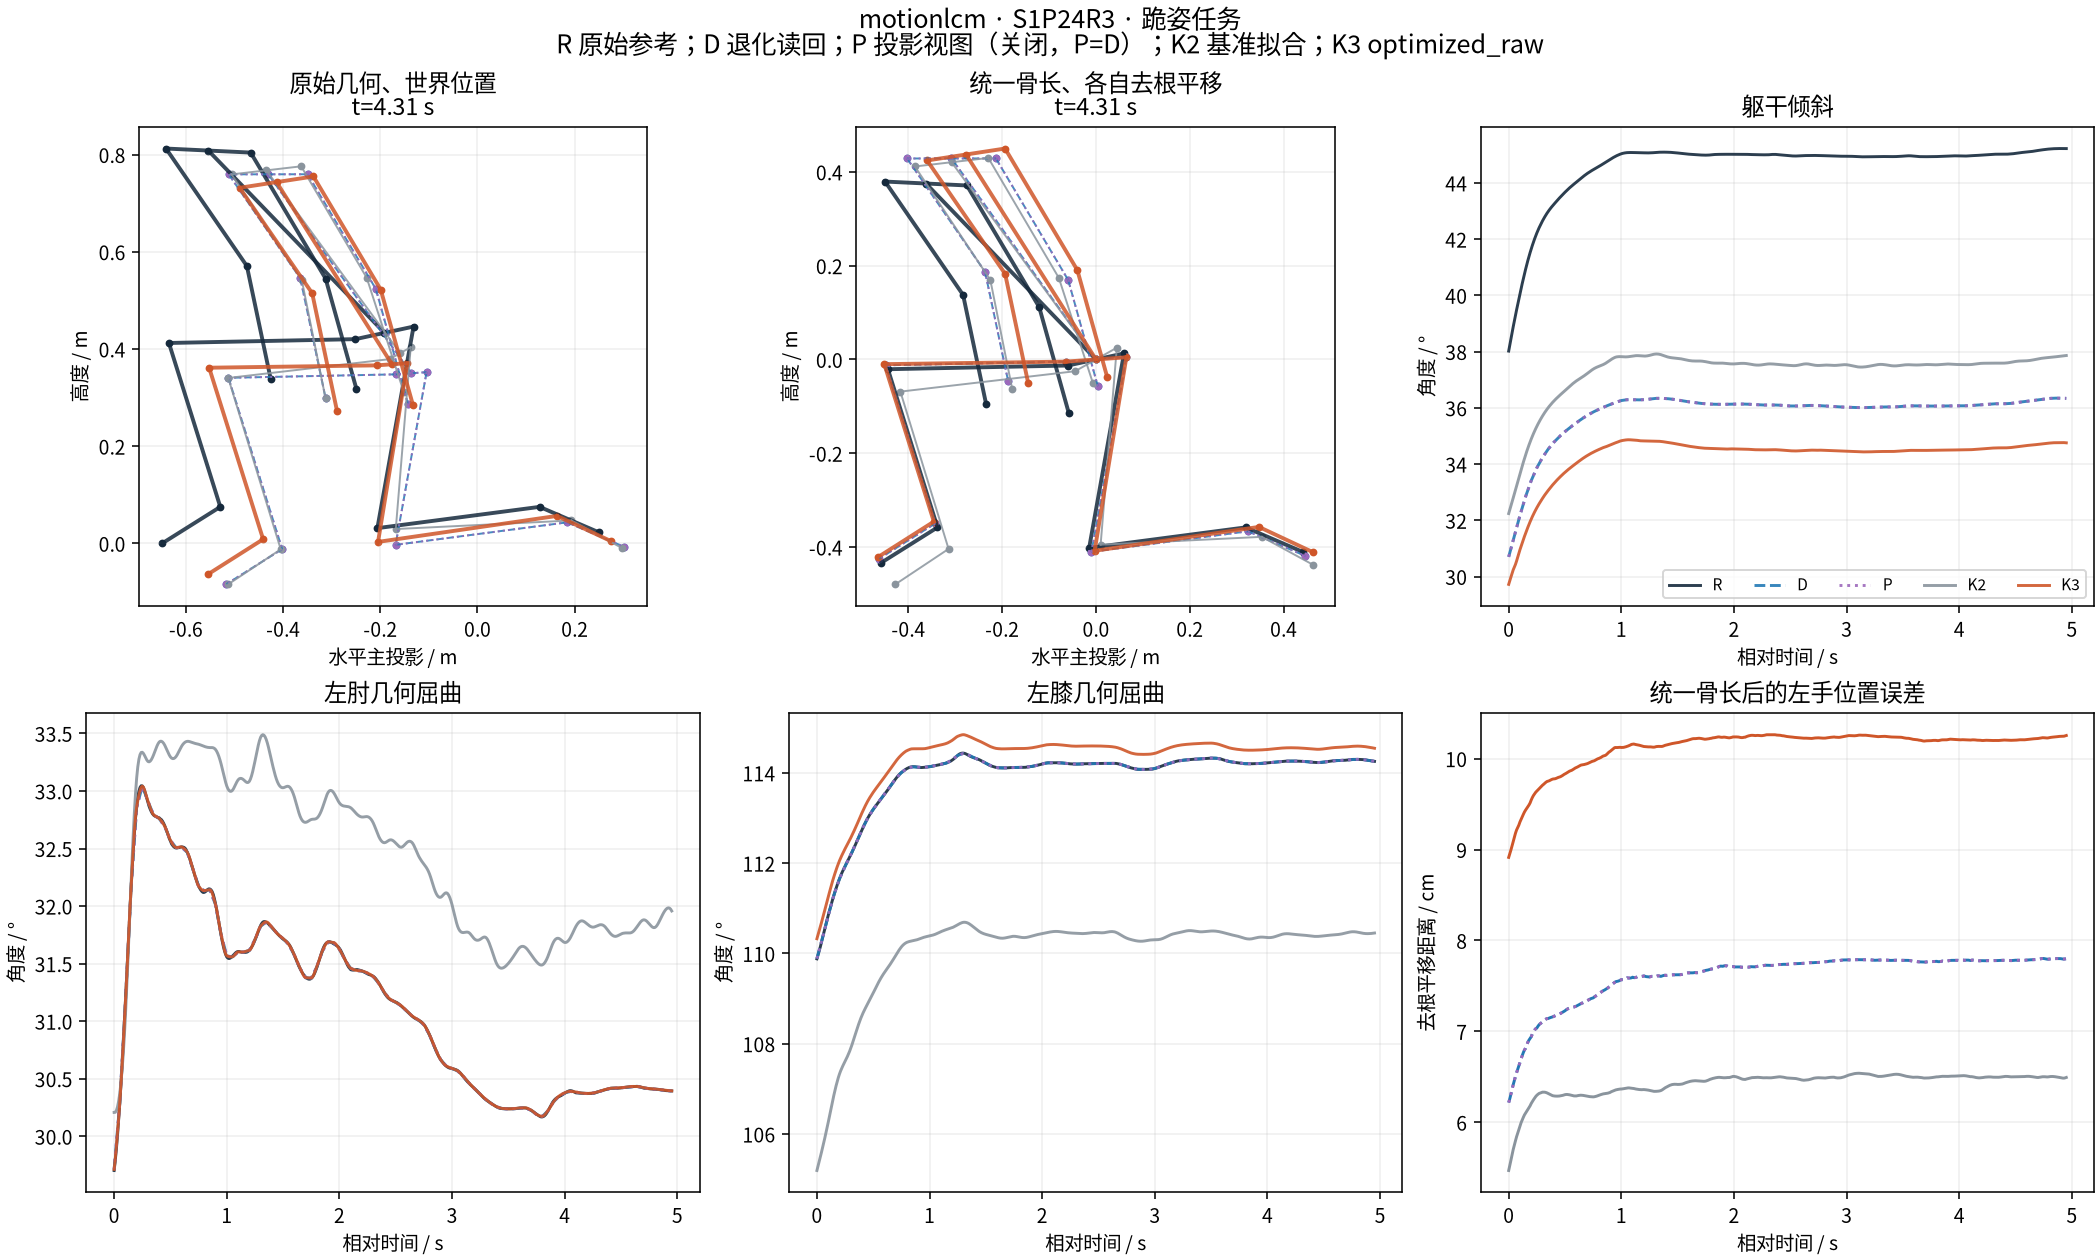 motionlcm · S1P24R3 · 跪姿任务
R 原始参考；D 退化读回；P 投影视图（关闭，P=D）；K2 基准拟合；K3 optimized_raw
原始几何、世界位置
t=4.31 s
高度 / m
0.8
0.6
0.4
0.2
0.0
-0.6
-0.4
-0.2
0.0
0.2
水平主投影 / m
统一骨长、各自去根平移
t=4.31 s
高度 / m
0.4
0.2
0.0
-0.2
-0.4
-0.4
-0.2
0.0
0.2
0.4
水平主投影 / m
躯干倾斜
角度 / °
44
42
40
38
36
34
32
30
R
D
P
K2
K3
0
1
2
3
4
5
相对时间 / s
左肘几何屈曲
角度 / °
33.5
33.0
32.5
32.0
31.5
31.0
30.5
30.0
0
1
2
3
4
5
相对时间 / s
左膝几何屈曲
角度 / °
114
112
110
108
106
0
1
2
3
4
5
相对时间 / s
统一骨长后的左手位置误差
去根平移距离 / cm
10
9
8
7
6
0
1
2
3
4
5
相对时间 / s